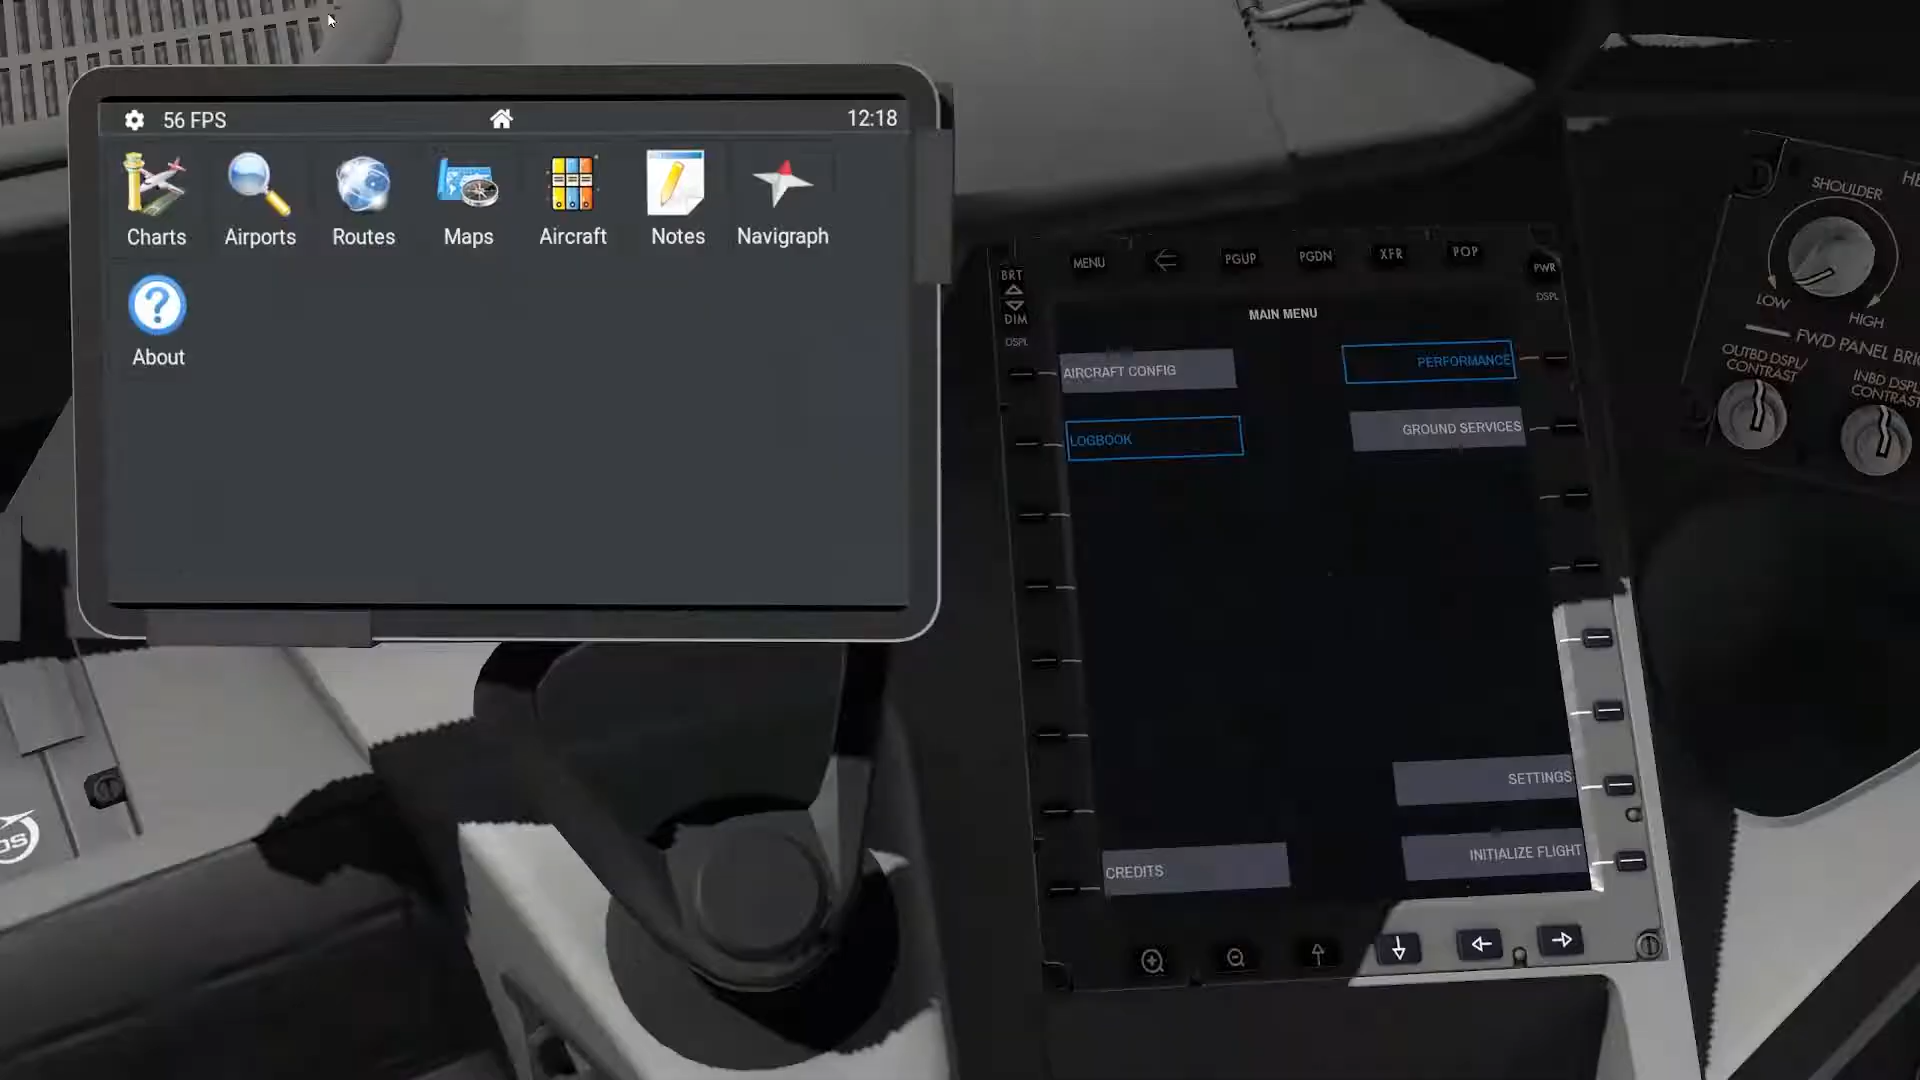 56 FPS
12:18
Charts
Airports
Routes
Maps
Aircraft
Notes
Navigraph
About
MENU
PGUP
PGDN
XFR
POP
BRT
DIM
DSPL
PWR
DSPL
MAIN MENU
AIRCRAFT CONFIG
PERFORMANCE
LOGBOOK
GROUND SERVICES
SETTINGS
CREDITS
INITIALIZE FLIGHT
SHOULDER
LOW
HIGH
FWD PANEL BRI
OUTBD DSPL/
CONTRAST
INBD DSPL
CONTRAST